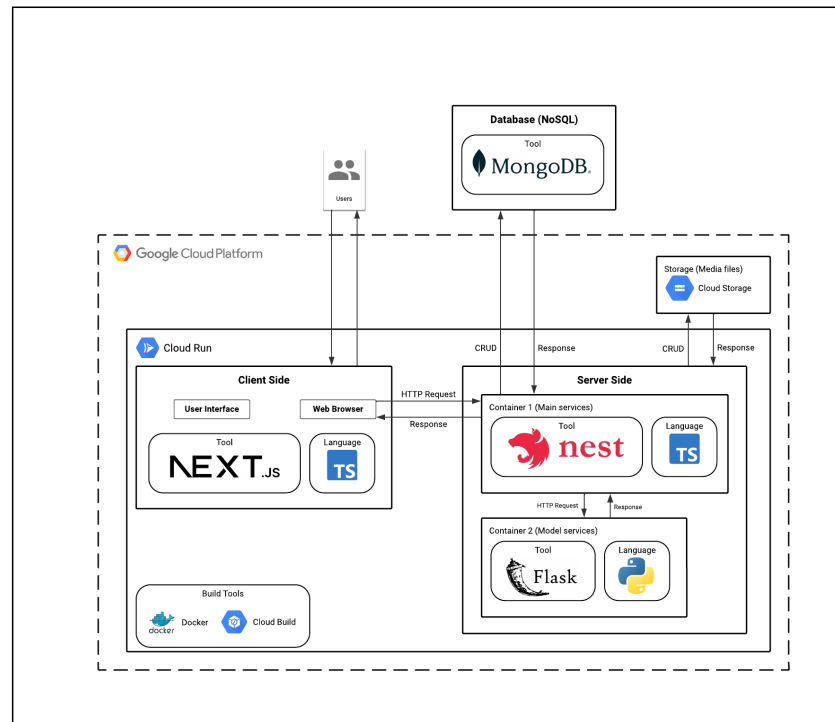 Database (NoSQL)
Tool
MongoDB.
Users
Google Cloud Platform
Storage (Media files)
Cloud Storage
Cloud Run
CRUD
Response
CRUD
Response
Client Side
Server Side
HTTP Request
User Interface
Web Browser
Container 1 (Main services)
Response
Tool
NEXT.JS
Language
TS
Tool
nest
Language
TS
HTTP Request
Response
Container 2 (Model services)
Tool
Flask
Language
Build Tools
docker
Docker
Cloud Build